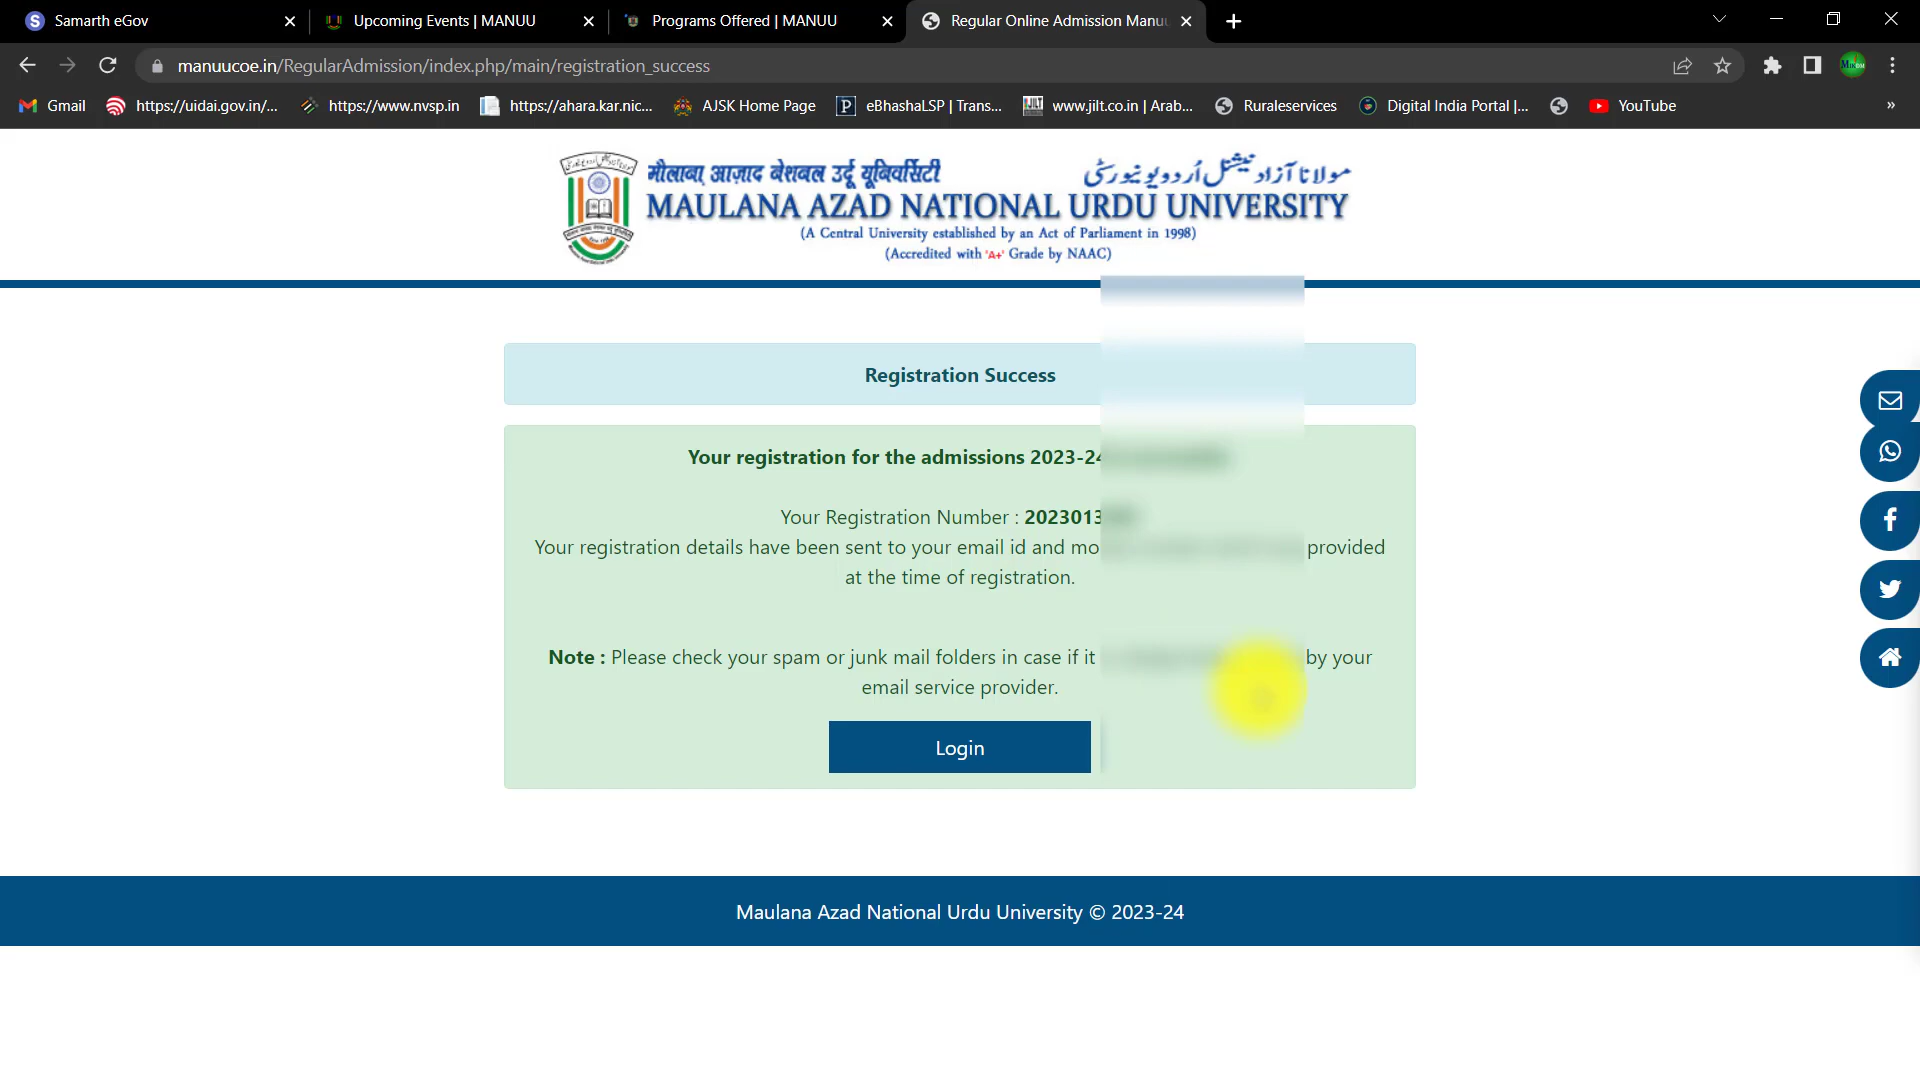 Samarth eGov
Upcoming Events | MANUU
Programs Offered | MANUU
Regular Online Admission Manuu
manuucoe.in/RegularAdmission/index.php/main/registration_success
Gmail
https://uidai.gov.in/...
https://www.nvsp.in
https://ahara.kar.nic...
AJSK Home Page
eBhashaLSP | Trans...
www.jilt.co.in | Arab...
Ruraleservices
Digital India Portal |...
YouTube
मौलाना आज़ाद नेशनल उर्दू यूनिवर्सिटी
مولانا آزاد نیشنل اُردو یونیورسٹی
MAULANA AZAD NATIONAL URDU UNIVERSITY
(A Central University established by an Act of Parliament in 1998)
(Accredited with 'A+' Grade by NAAC)
Registration Success
Your registration for the admissions 2023-24
Your Registration Number : 2023013
Your registration details have been sent to your email id and provided
at the time of registration.
Note : Please check your spam or junk mail folders in case if it by your
email service provider.
Login
Maulana Azad National Urdu University © 2023-24